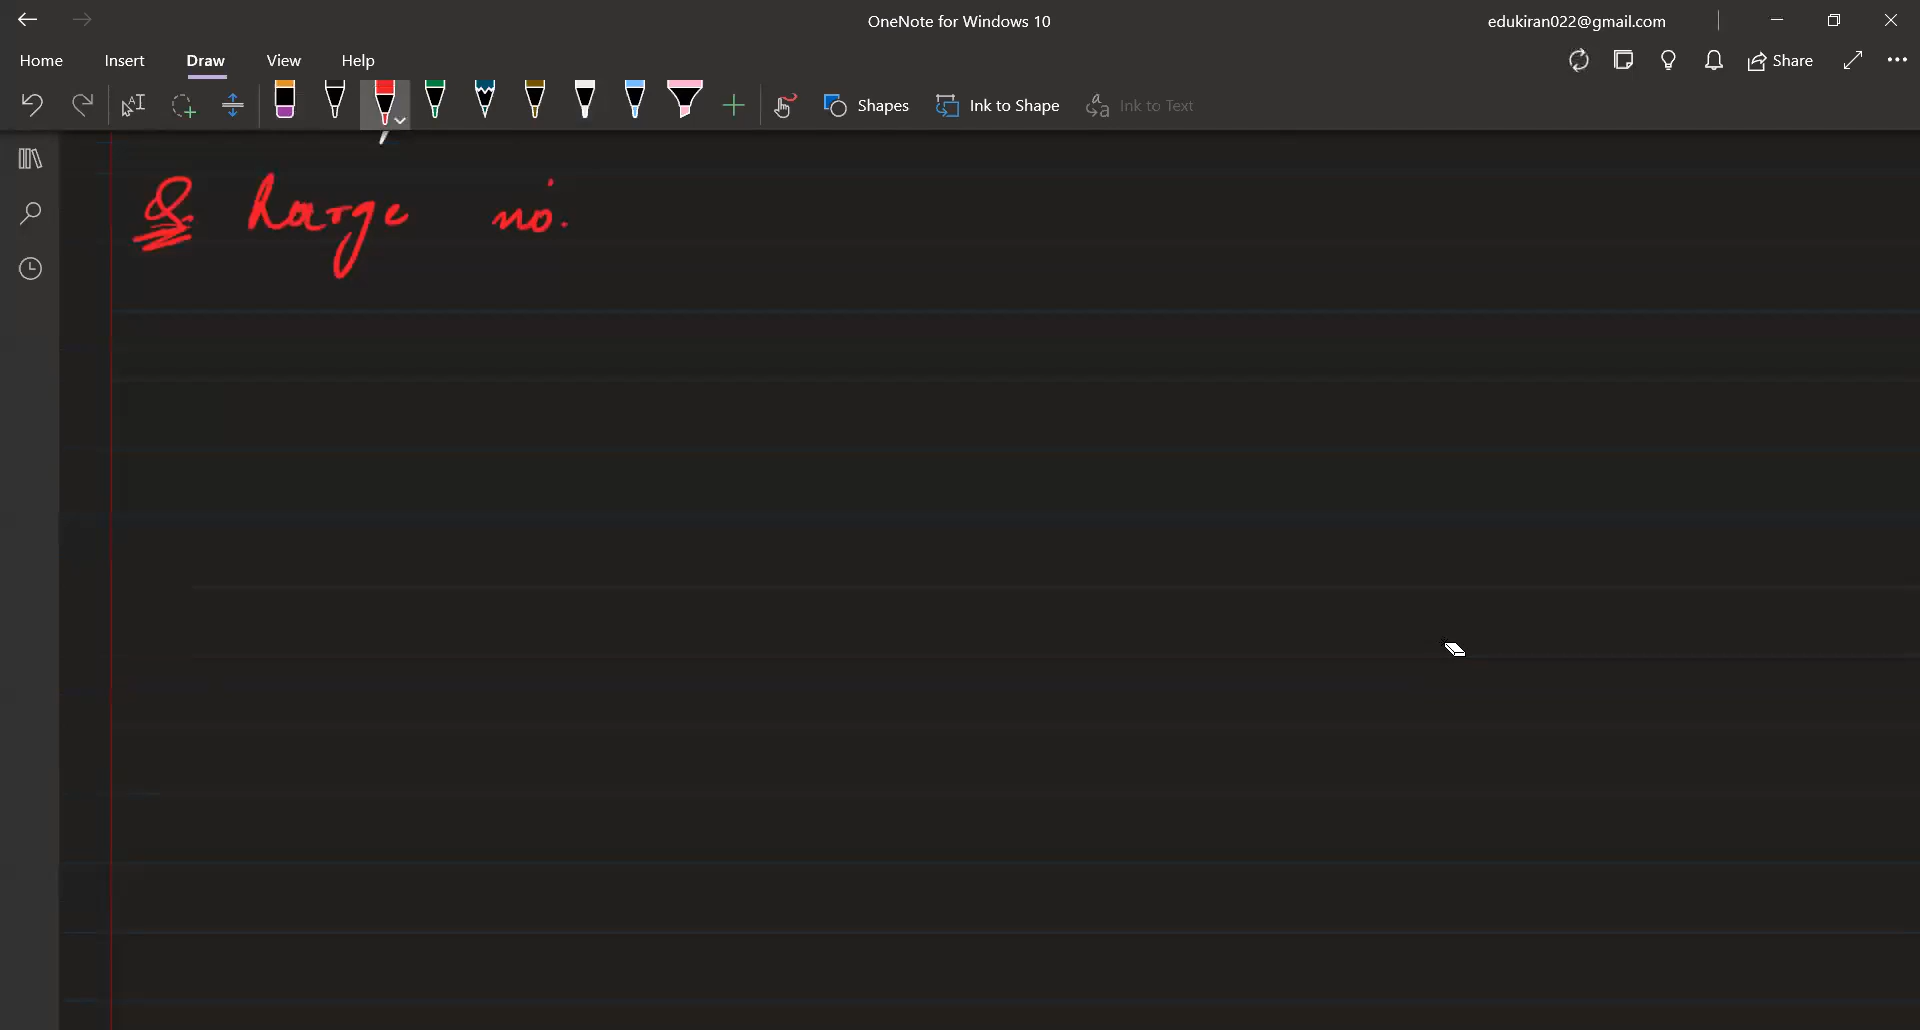 OneNote for Windows 10
edukiran022@gmail.com
Home Insert Draw View Help
Share
Shapes
Ink to Shape
Ink to Text
Q Large no.